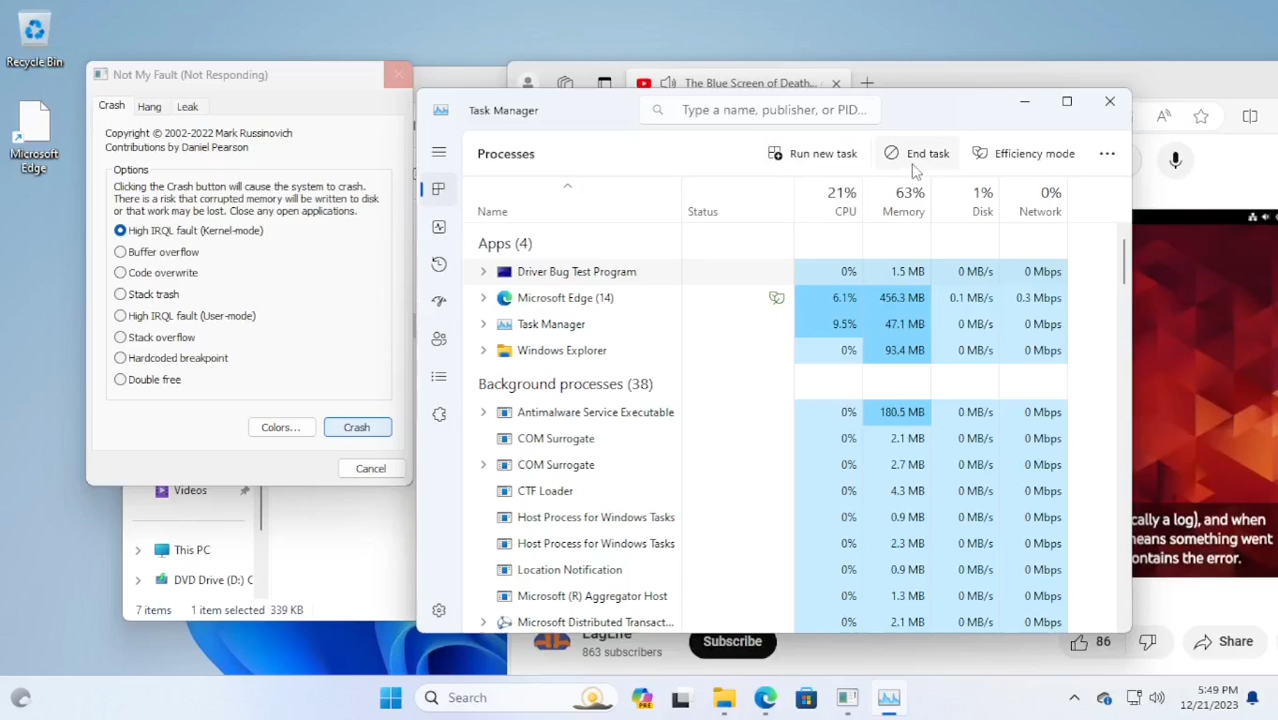 Recycle Bin
Microsoft
Edge
Not My Fault (Not Responding)
Crash
Hang
Leak
Copyright © 2002-2022 Mark Russinovich
Contributions by Daniel Pearson
Options
Clicking the Crash button will cause the system to crash.
There is a risk that corrupted memory will be written to disk
or that work may be lost. Close any open applications.
High IRQL fault (Kernel-mode)
Buffer overflow
Code overwrite
Stack trash
High IRQL fault (User-mode)
Stack overflow
Hardcoded breakpoint
Double free
Colors...
Crash
Cancel
Videos
This PC
DVD Drive (D:) C
7 items 1 item selected 339 KB
The Blue Screen of Death...
Task Manager
Type a name, publisher, or PID...
Processes
Run new task
End task
Efficiency mode
21% 63% 1% 0%
Name Status CPU Memory Disk Network
Apps (4)
Driver Bug Test Program 0% 1.5 MB 0 MB/s 0 Mbps
Microsoft Edge (14) 6.1% 456.3 MB 0.1 MB/s 0.3 Mbps
Task Manager 9.5% 47.1 MB 0 MB/s 0 Mbps
Windows Explorer 0% 93.4 MB 0 MB/s 0 Mbps
Background processes (38)
Antimalware Service Executable 0% 180.5 MB 0 MB/s 0 Mbps
COM Surrogate 0% 2.1 MB 0 MB/s 0 Mbps
COM Surrogate 0% 2.7 MB 0 MB/s 0 Mbps
CTF Loader 0% 4.3 MB 0 MB/s 0 Mbps
Host Process for Windows Tasks 0% 0.9 MB 0 MB/s 0 Mbps
Host Process for Windows Tasks 0% 2.3 MB 0 MB/s 0 Mbps
Location Notification 0% 0.9 MB 0 MB/s 0 Mbps
Microsoft (R) Aggregator Host 0% 1.3 MB 0 MB/s 0 Mbps
Microsoft Distributed Transact... 0% 2.1 MB 0 MB/s 0 Mbps
cally a log), and when
means something went
ontains the error.
LagLife
863 subscribers
Subscribe
86
Share
Search
PRE
5:49 PM
12/21/2023